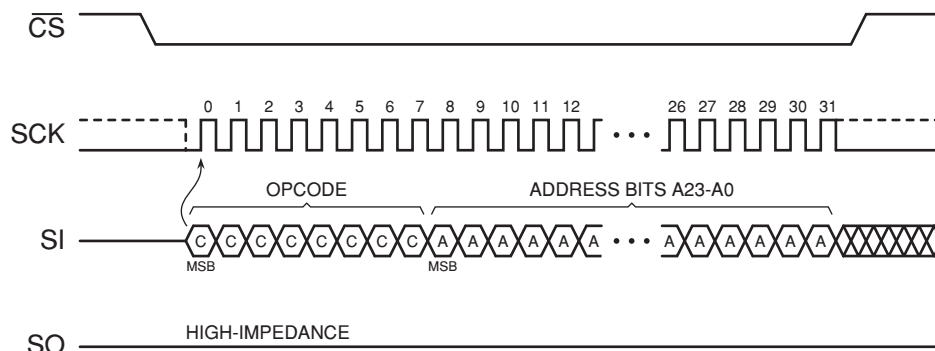 CS
0 1 2 3 4 5 6 7 8 9 10 11 12 26 27 28 29 30 31
SCK
OPCODE ADDRESS BITS A23-A0
SI C C C C C C C C A A A A A A A A A A A A
MSB MSB
HIGH-IMPEDANCE
SO